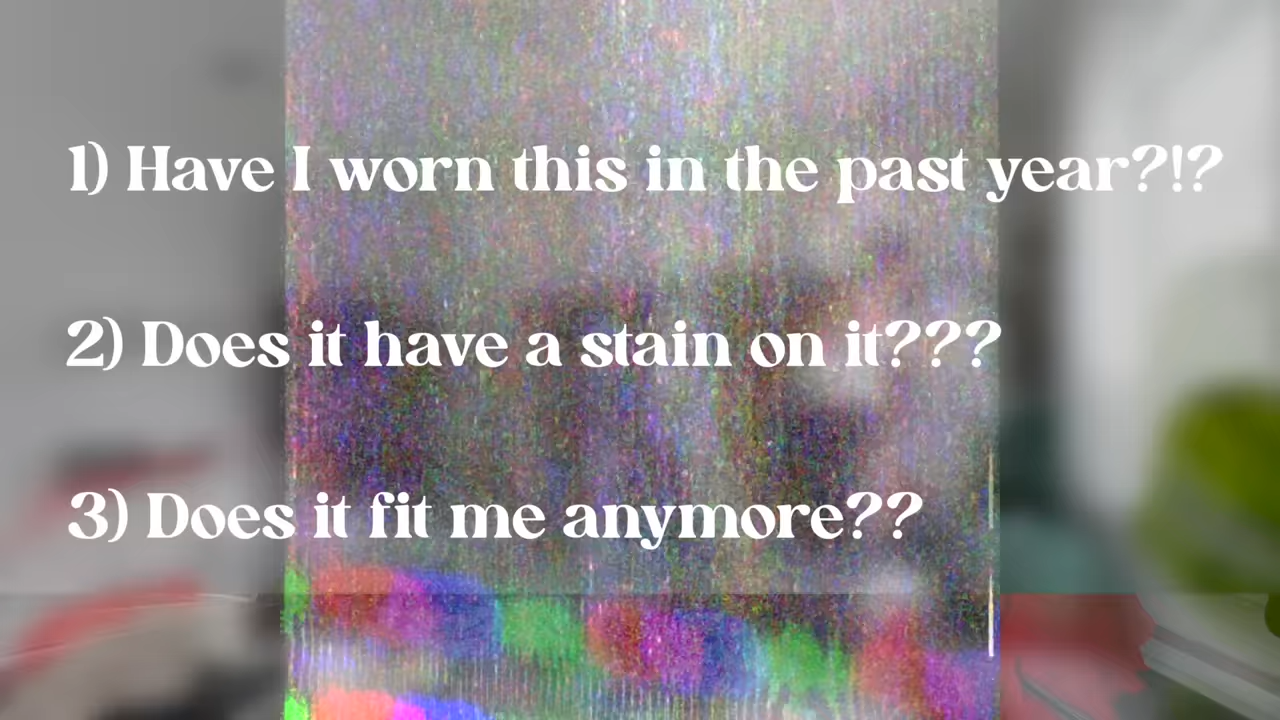 1) Have I worn this in the past year?!?
2) Does it have a stain on it???
3) Does it fit me anymore??